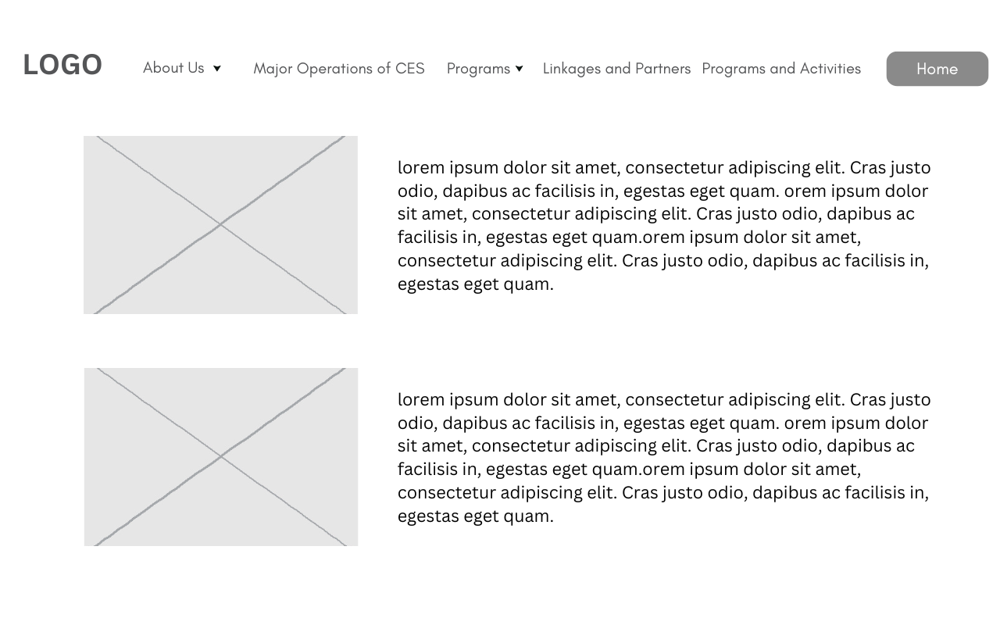 LOGO About Us Major Operations of CES Programs Linkages and Partners Programs and Activities Home
lorem ipsum dolor sit amet, consectetur adipiscing elit. Cras justo
odio, dapibus ac facilisis in, egestas eget quam. orem ipsum dolor
sit amet, consectetur adipiscing elit. Cras justo odio, dapibus ac
facilisis in, egestas eget quam.orem ipsum dolor sit amet,
consectetur adipiscing elit. Cras justo odio, dapibus ac facilisis in,
egestas eget quam.
lorem ipsum dolor sit amet, consectetur adipiscing elit. Cras justo
odio, dapibus ac facilisis in, egestas eget quam. orem ipsum dolor
sit amet, consectetur adipiscing elit. Cras justo odio, dapibus ac
facilisis in, egestas eget quam.orem ipsum dolor sit amet,
consectetur adipiscing elit. Cras justo odio, dapibus ac facilisis in,
egestas eget quam.